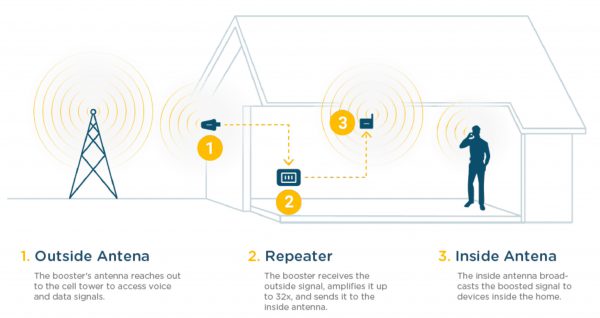 1
2
3
1. Outside Antena
The booster's antenna reaches out
to the cell tower to access voice
and data signals.
2. Repeater
The booster receives the
outside signal, amplifies it up
to 32x, and sends it to the
inside antenna.
3. Inside Antena
The inside antenna broad-
casts the boosted signal to
devices inside the home.